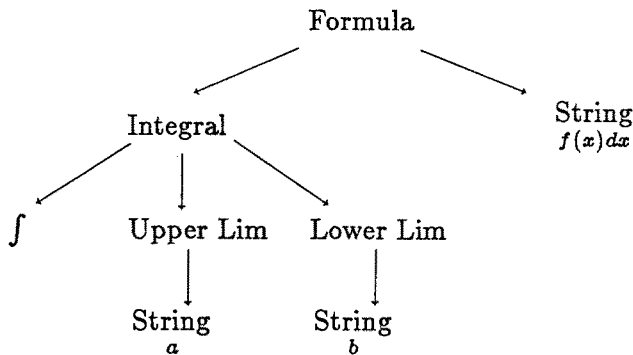 Formula
Integral
String
f(x)dx
∫
Upper Lim
Lower Lim
String
a
String
b